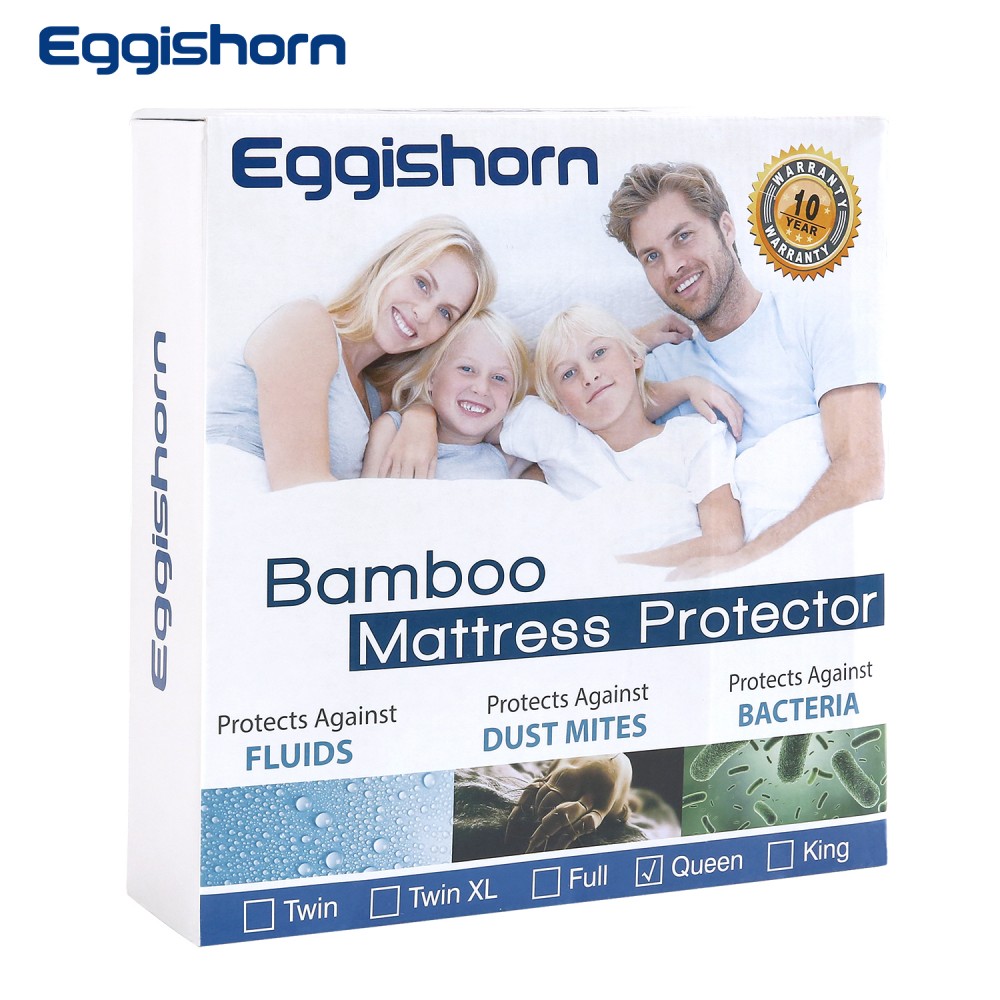 Eggishorn
Eggishorn
WARRANTY
10
YEAR
WARRANTY
Eggishorn
Bamboo
Mattress Protector
Protects Against
FLUIDS
Protects Against
DUST MITES
Protects Against
BACTERIA
Twin
Twin XL
Full
Queen
King